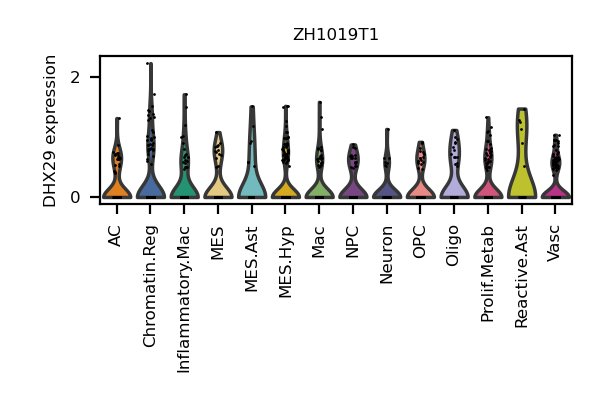 ZH1019T1
DHX29 expression
2
0
AC
Chromatin.Reg
Inflammatory.Mac
MES
MES.Ast
MES.Hyp
Mac
NPC
Neuron
OPC
Oligo
Prolif.Metab
Reactive.Ast
Vasc